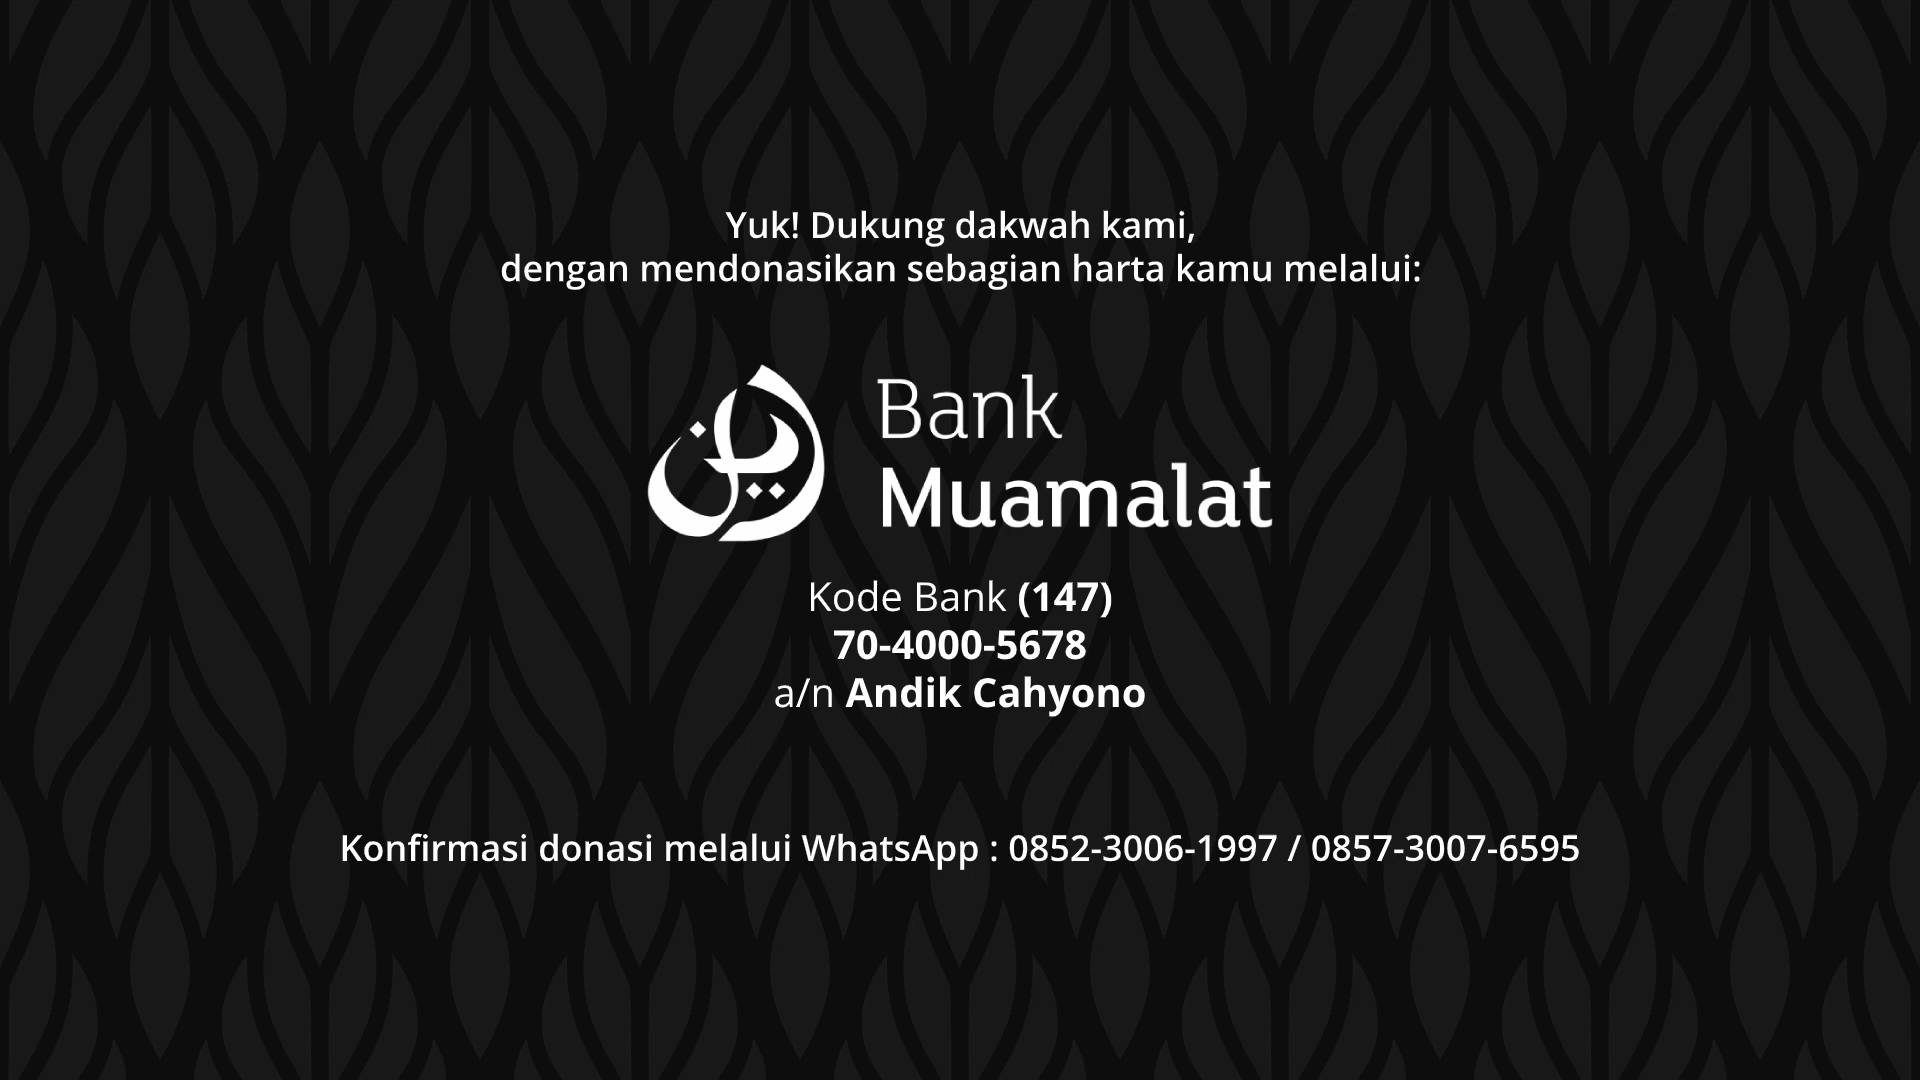 Yuk! Dukung dakwah kami,
dengan mendonasikan sebagian harta kamu melalui:
Bank
Muamalat
Kode Bank (147)
70-4000-5678
a/n Andik Cahyono
Konfirmasi donasi melalui WhatsApp : 0852-3006-1997 / 0857-3007-6595